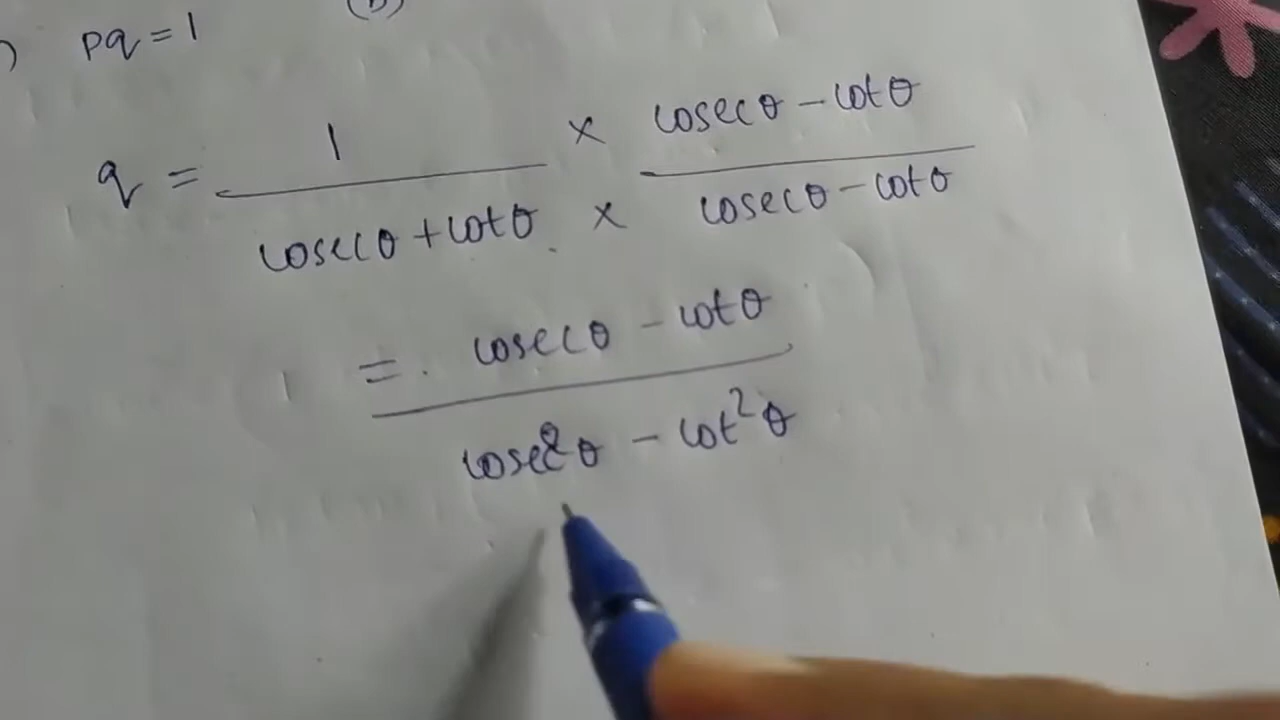 (b)
) pq = 1
q = 1 / cosecθ + cotθ × cosecθ − cotθ / cosecθ − cotθ
= cosecθ − cotθ / cosec²θ − cot²θ